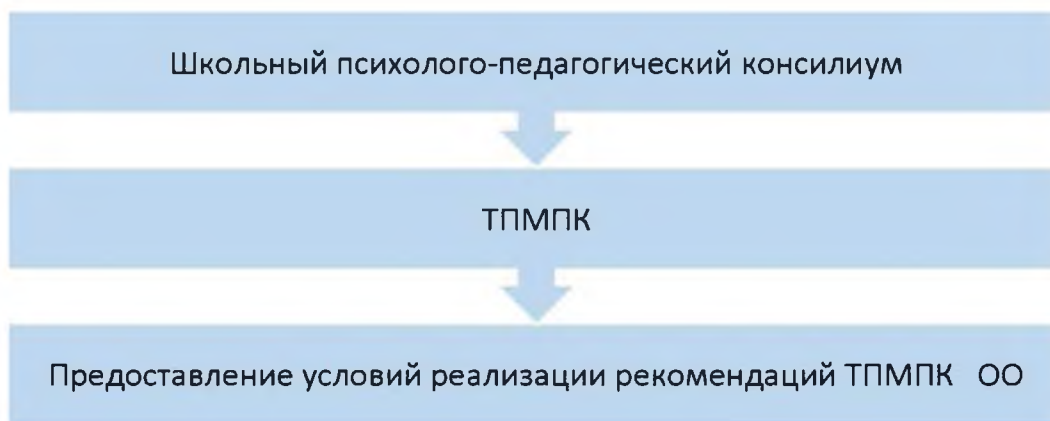 Школьный психолого-педагогический консилиум
ТПМПК
Предоставление условий реализации рекомендаций ТПМПК ОО